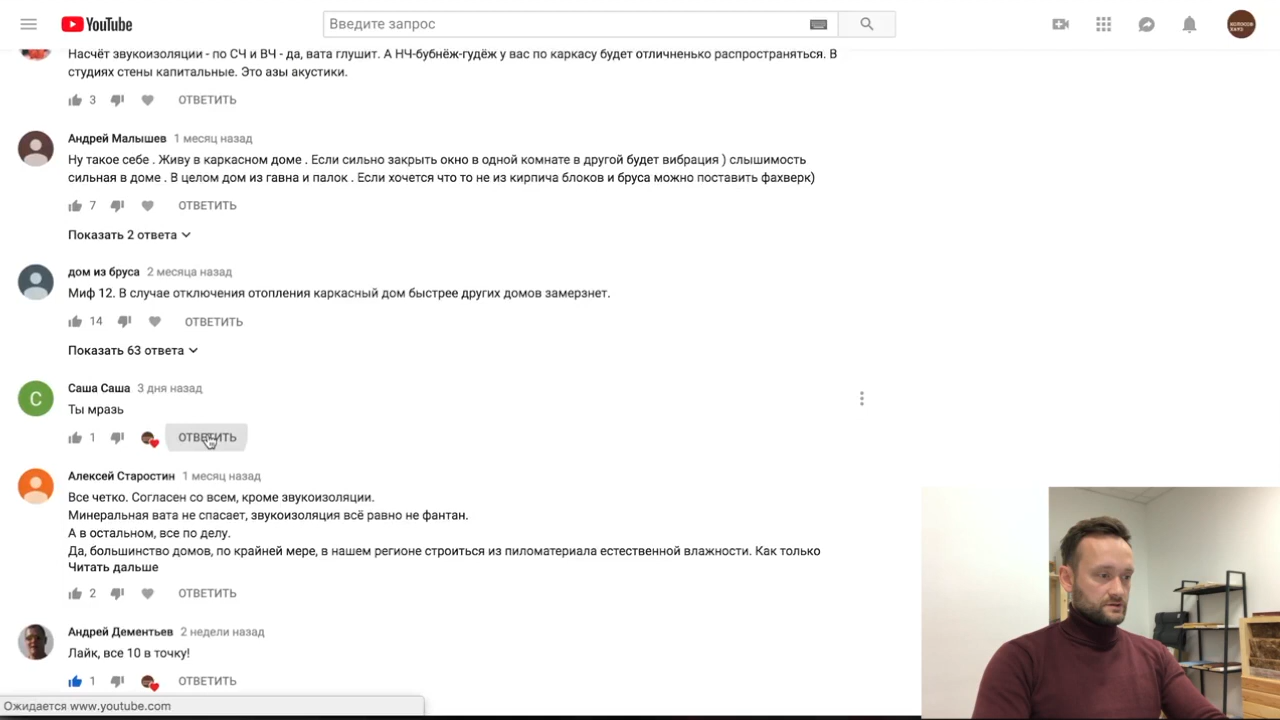 YouTube
Введите запрос
Насчёт звукоизоляции - по СЧ и ВЧ - да, вата глушит. А НЧ-бубнёж-гудёж у вас по каркасу будет отличненько распространяться. В
студиях стены капитальные. Это азы акустики.
3 ОТВЕТИТЬ
Андрей Малышев 1 месяц назад
Ну такое себе . Живу в каркасном доме . Если сильно закрыть окно в одной комнате в другой будет вибрация ) слышимость
сильная в доме . В целом дом из гавна и палок . Если хочется что то не из кирпича блоков и бруса можно поставить фахверк)
7 ОТВЕТИТЬ
Показать 2 ответа
дом из бруса 2 месяца назад
Миф 12. В случае отключения отопления каркасный дом быстрее других домов замерзнет.
14 ОТВЕТИТЬ
Показать 63 ответа
С
Саша Саша 3 дня назад
Ты мразь
1 ОТВЕТИТЬ
Алексей Старостин 1 месяц назад
Все четко. Согласен со всем, кроме звукоизоляции.
Минеральная вата не спасает, звукоизоляция всё равно не фантан.
А в остальном, все по делу.
Да, большинство домов, по крайней мере, в нашем регионе строиться из пиломатериала естественной влажности. Как только
Читать дальше
2 ОТВЕТИТЬ
Андрей Дементьев 2 недели назад
Лайк, все 10 в точку!
1 ОТВЕТИТЬ
Ожидается www.youtube.com